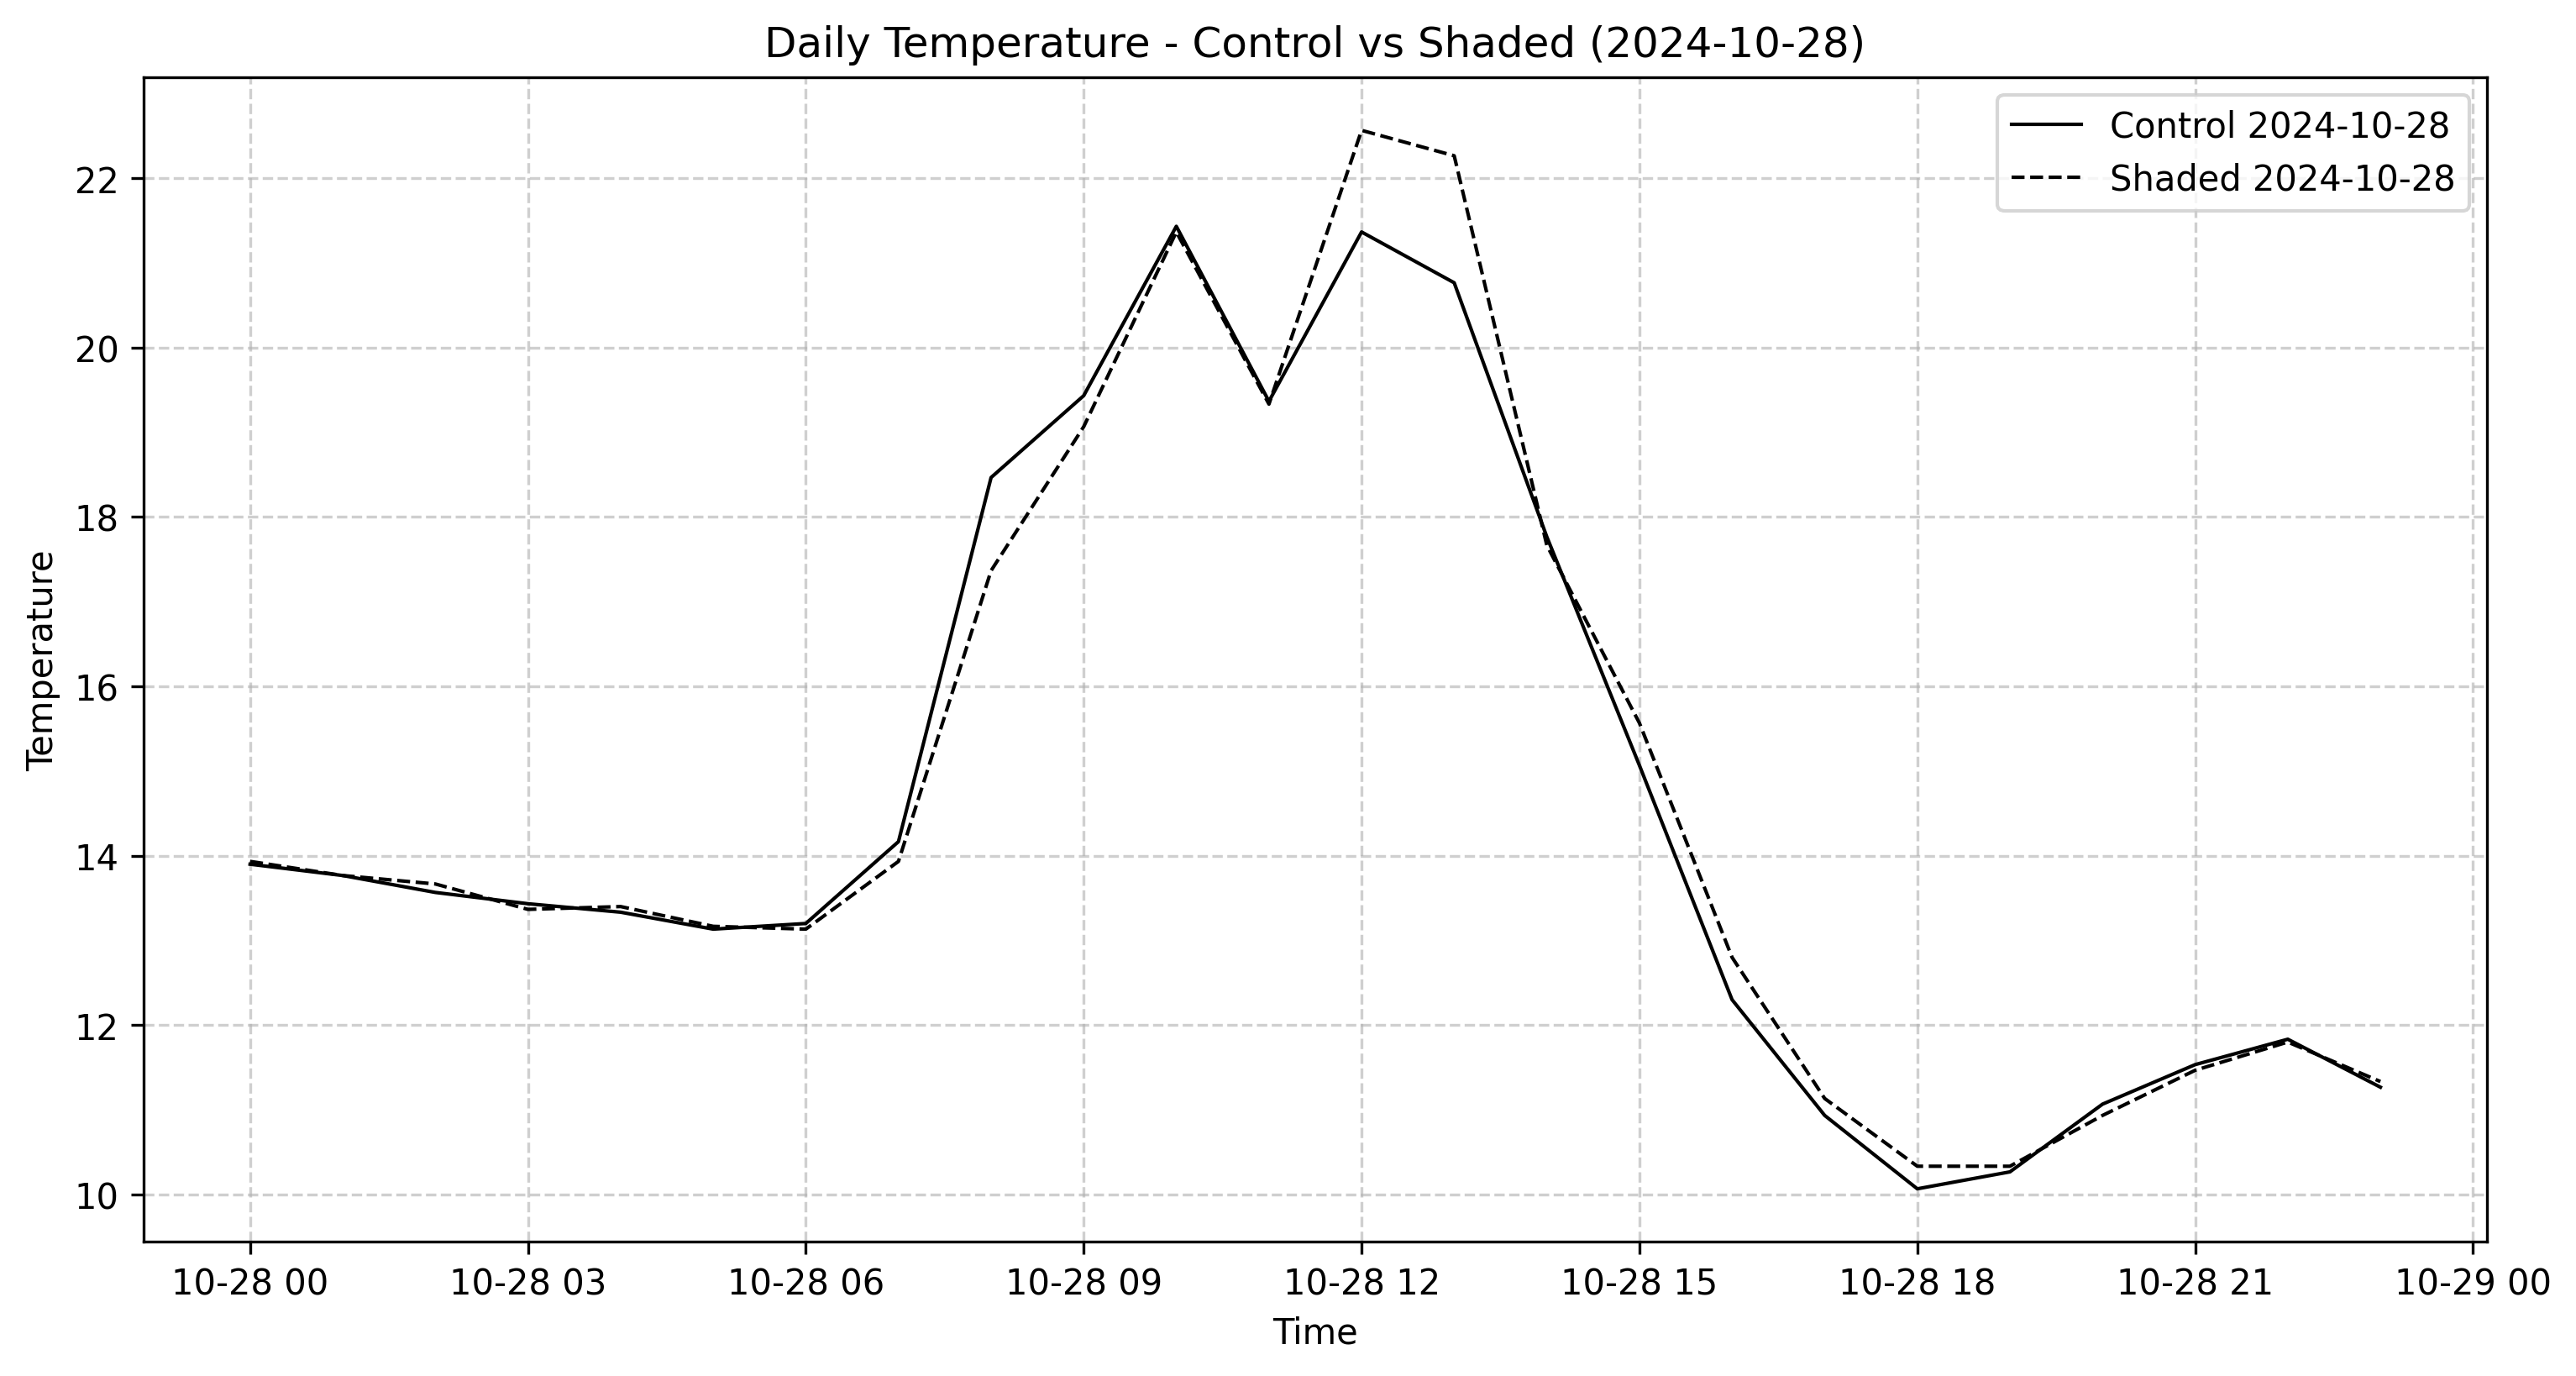 Daily Temperature - Control vs Shaded (2024-10-28)
Control 2024-10-28
Shaded 2024-10-28
Temperature
22
20
18
16
14
12
10
10-28 00 10-28 03 10-28 06 10-28 09 10-28 12 10-28 15 10-28 18 10-28 21 10-29 00
Time